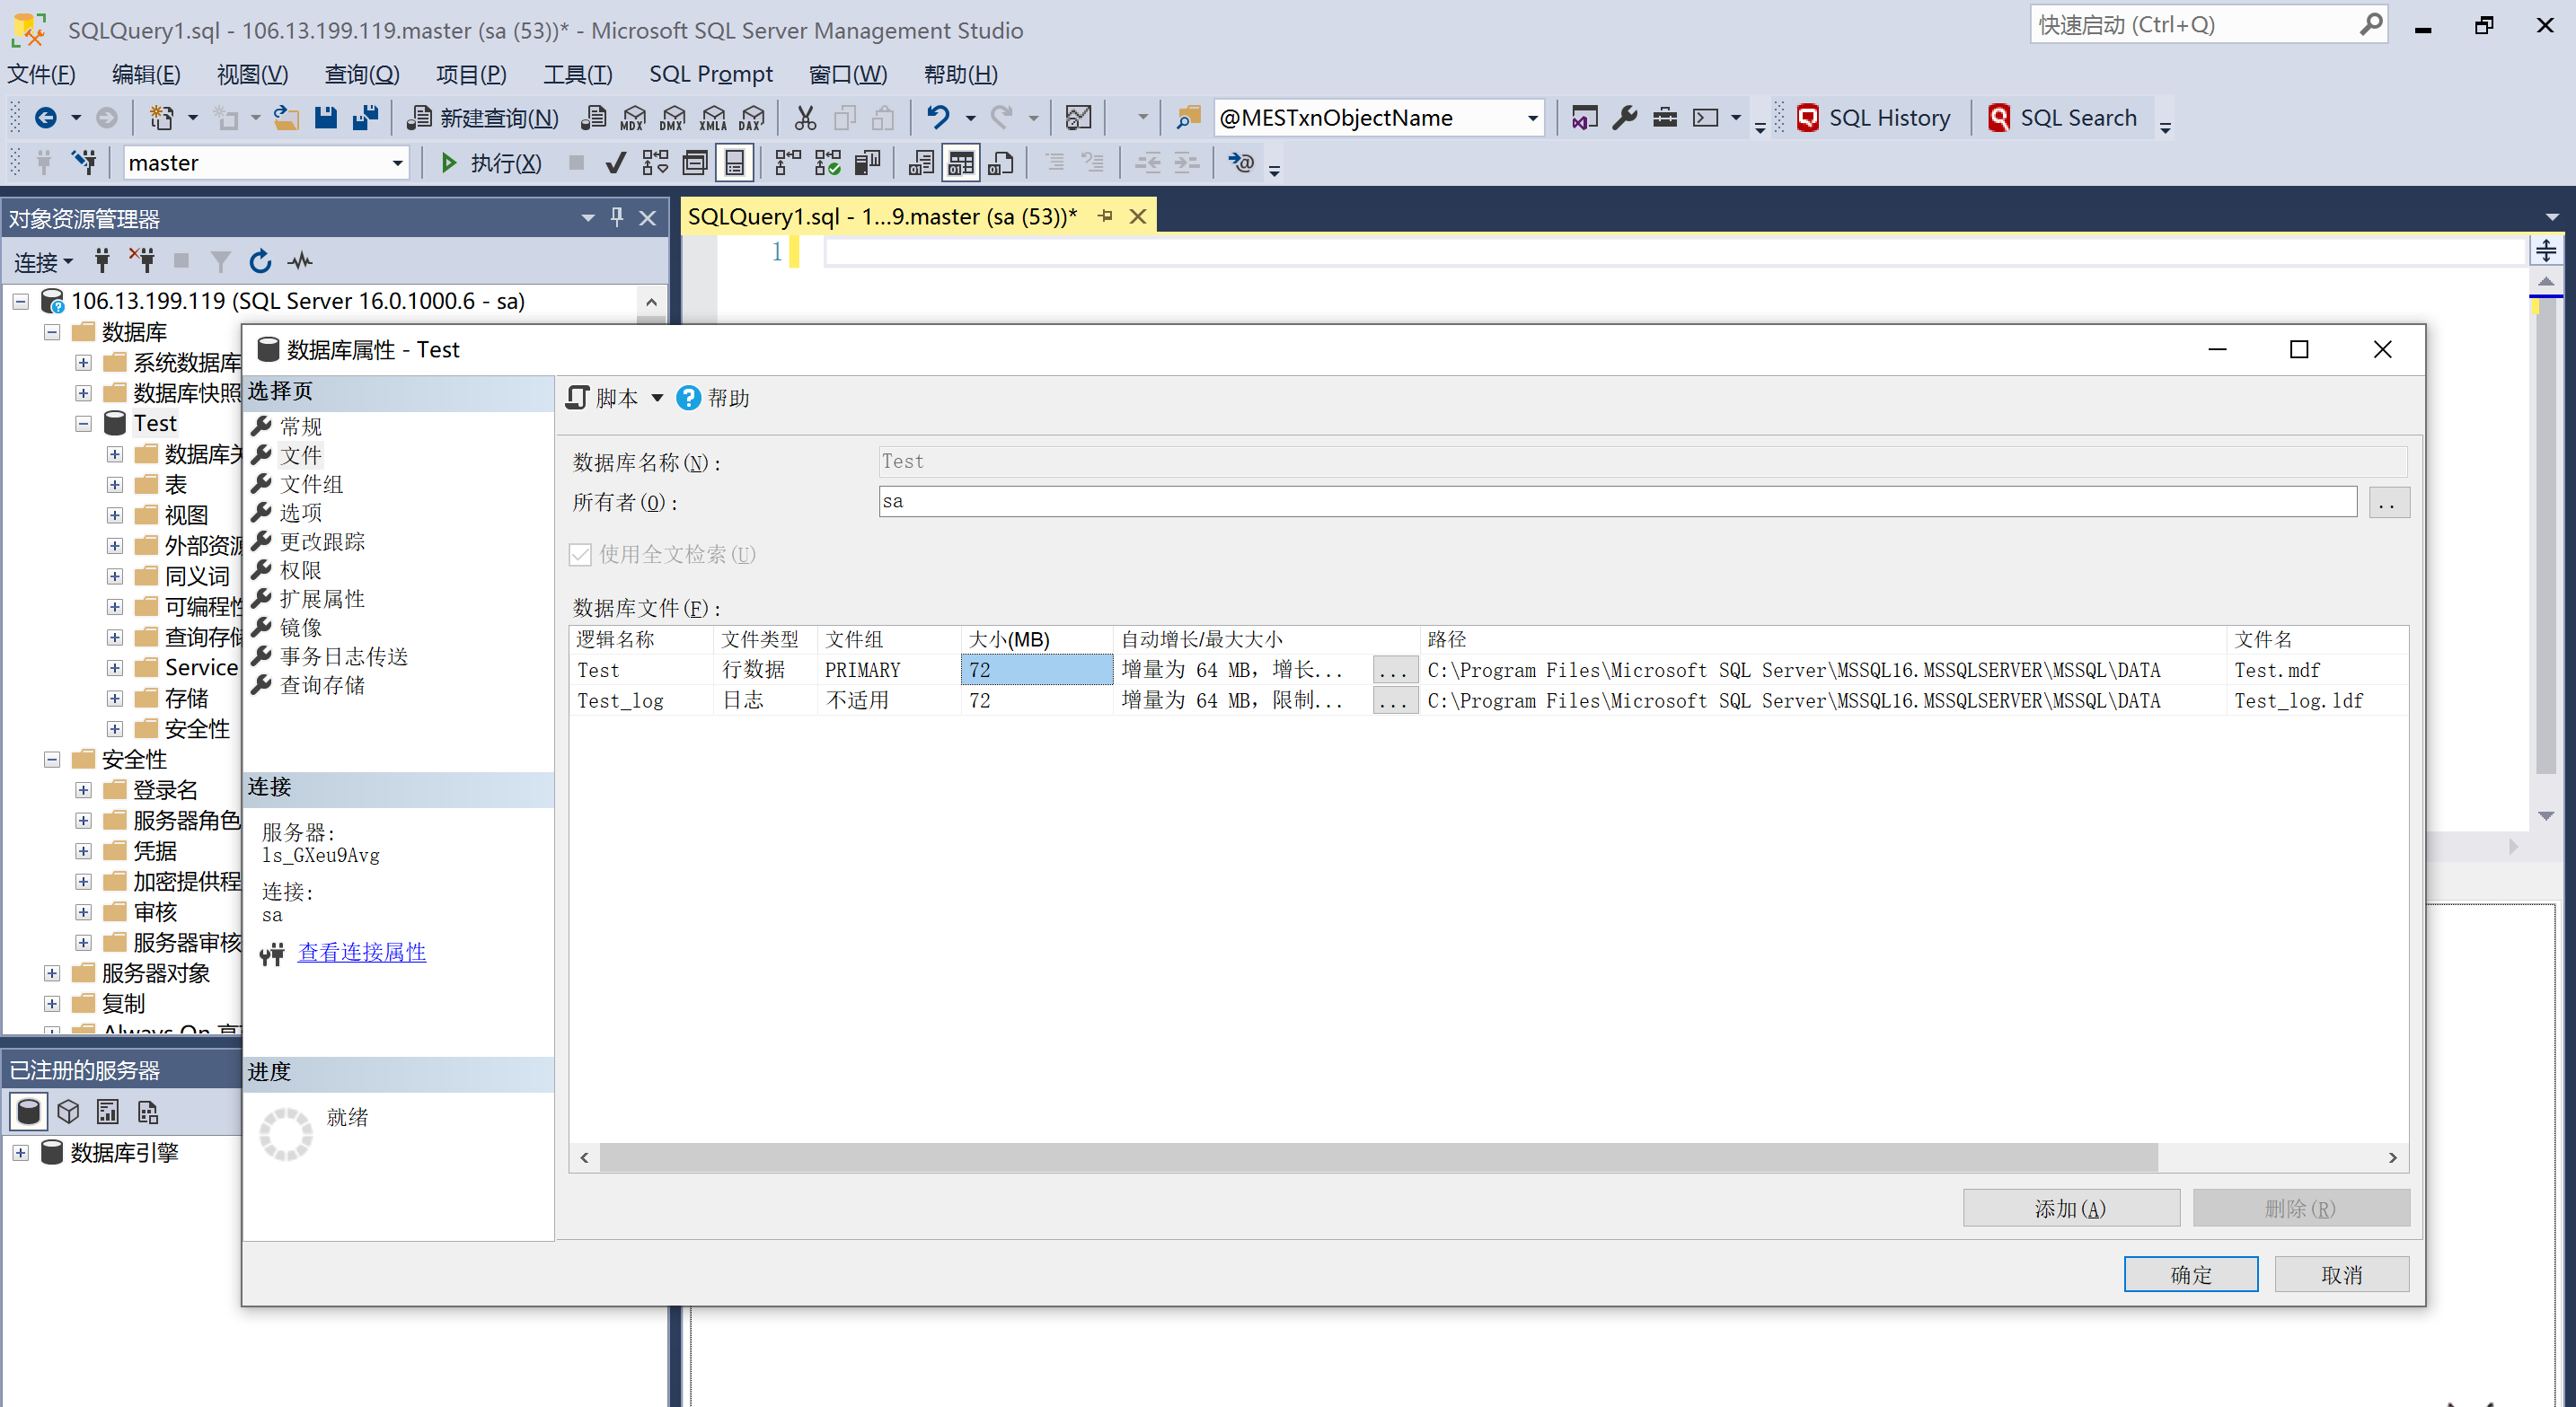 SQLQuery1.sql - 106.13.199.119.master (sa (53))* - Microsoft SQL Server Management Studio
快速启动 (Ctrl+Q)
文件(F) 编辑(E) 视图(V) 查询(Q) 项目(P) 工具(T) SQL Prompt 窗口(W) 帮助(H)
新建查询(N) MDX DMX XMLA DAX @MESTxnObjectName SQL History SQL Search
master 执行(X)
对象资源管理器
SQLQuery1.sql - 1...9.master (sa (53))*
连接
1
106.13.199.119 (SQL Server 16.0.1000.6 - sa)
数据库
系统数据库
数据库快照
Test
数据库关
表
视图
外部资源
同义词
可编程性
查询存储
Service
存储
安全性
安全性
登录名
服务器角色
凭据
加密提供程
审核
服务器审核
服务器对象
复制
Always On 高
已注册的服务器
数据库引擎
数据库属性 - Test
选择页
常规
文件
文件组
选项
更改跟踪
权限
扩展属性
镜像
事务日志传送
查询存储
连接
服务器:
ls_GXeu9Avg
连接:
sa
查看连接属性
进度
就绪
脚本 帮助
数据库名称(N): Test
所有者(O): sa ..
使用全文检索(U)
数据库文件(F):
逻辑名称 文件类型 文件组 大小(MB) 自动增长/最大大小 路径 文件名
Test 行数据 PRIMARY 72 增量为 64 MB，增长... ... C:\Program Files\Microsoft SQL Server\MSSQL16.MSSQLSERVER\MSSQL\DATA Test.mdf
Test_log 日志 不适用 72 增量为 64 MB，限制... ... C:\Program Files\Microsoft SQL Server\MSSQL16.MSSQLSERVER\MSSQL\DATA Test_log.ldf
添加(A) 删除(R)
确定 取消